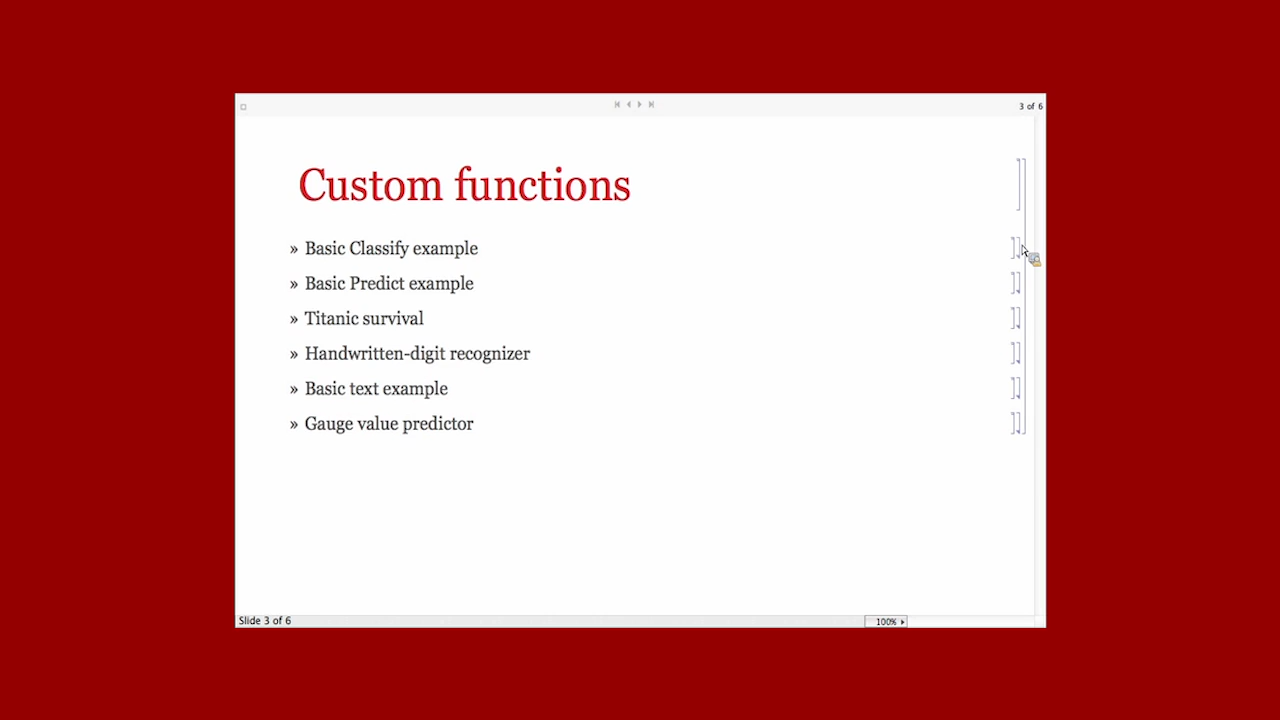 3 of 6
Custom functions
» Basic Classify example
» Basic Predict example
» Titanic survival
» Handwritten-digit recognizer
» Basic text example
» Gauge value predictor
Slide 3 of 6
100%